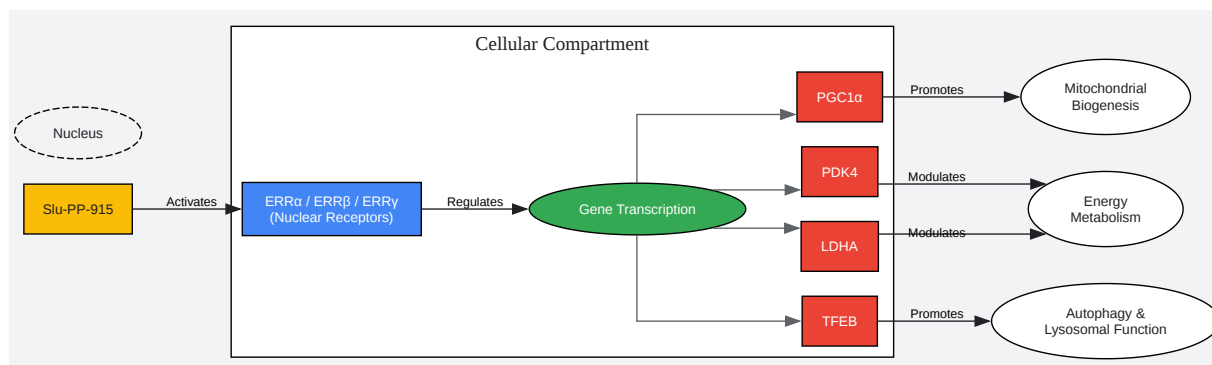 Cellular Compartment
Nucleus
Slu-PP-915
Activates
ERRα / ERRβ / ERRγ
(Nuclear Receptors)
Regulates
Gene Transcription
PGC1α
Promotes
Mitochondrial
Biogenesis
PDK4
Modulates
LDHA
Modulates
Energy
Metabolism
TFEB
Promotes
Autophagy &
Lysosomal Function